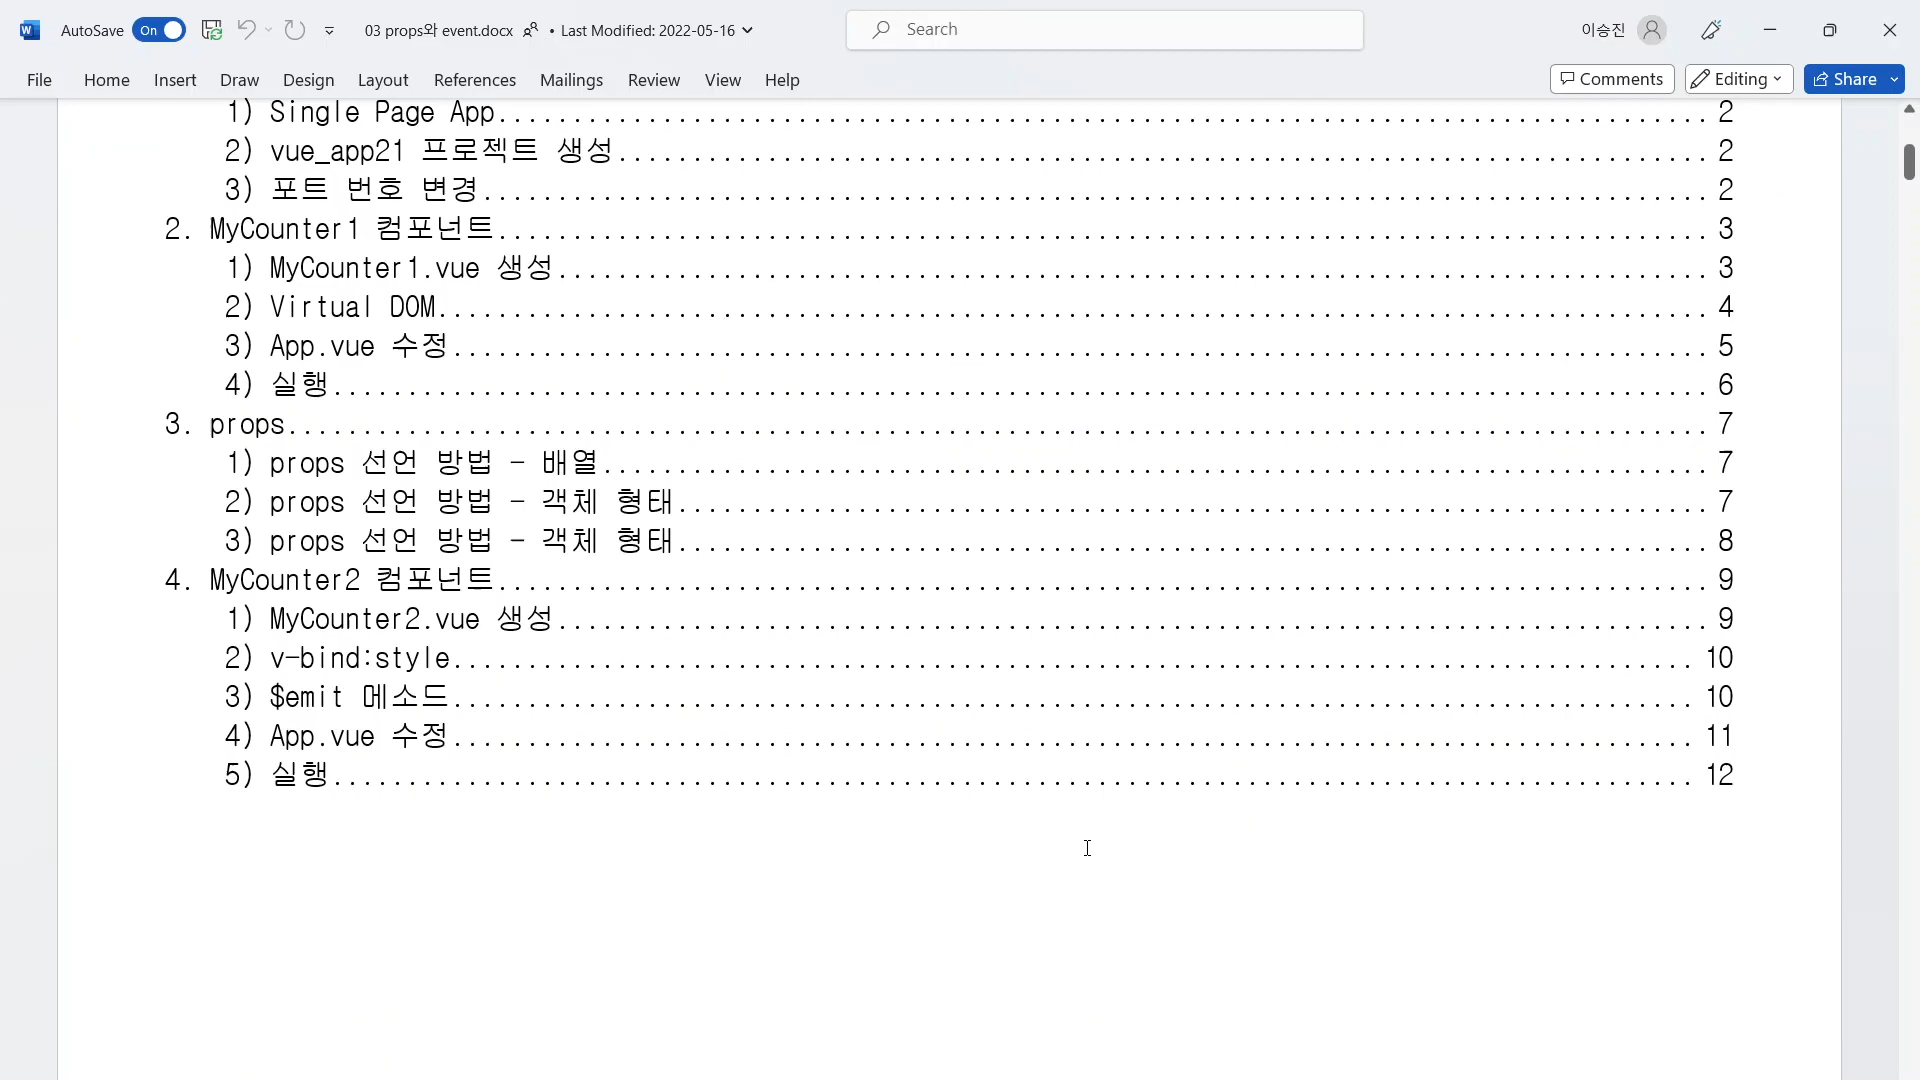 AutoSave On 03 props와 event.docx • Last Modified: 2022-05-16 Search 이승진
File Home Insert Draw Design Layout References Mailings Review View Help Comments Editing Share
1) Single Page App 2
2) vue_app21 프로젝트 생성 2
3) 포트 번호 변경 2
2. MyCounter1 컴포넌트 3
1) MyCounter1.vue 생성 3
2) Virtual DOM 4
3) App.vue 수정 5
4) 실행 6
3. props 7
1) props 선언 방법 - 배열 7
2) props 선언 방법 - 객체 형태 7
3) props 선언 방법 - 객체 형태 8
4. MyCounter2 컴포넌트 9
1) MyCounter2.vue 생성 9
2) v-bind:style 10
3) $emit 메소드 10
4) App.vue 수정 11
5) 실행 12